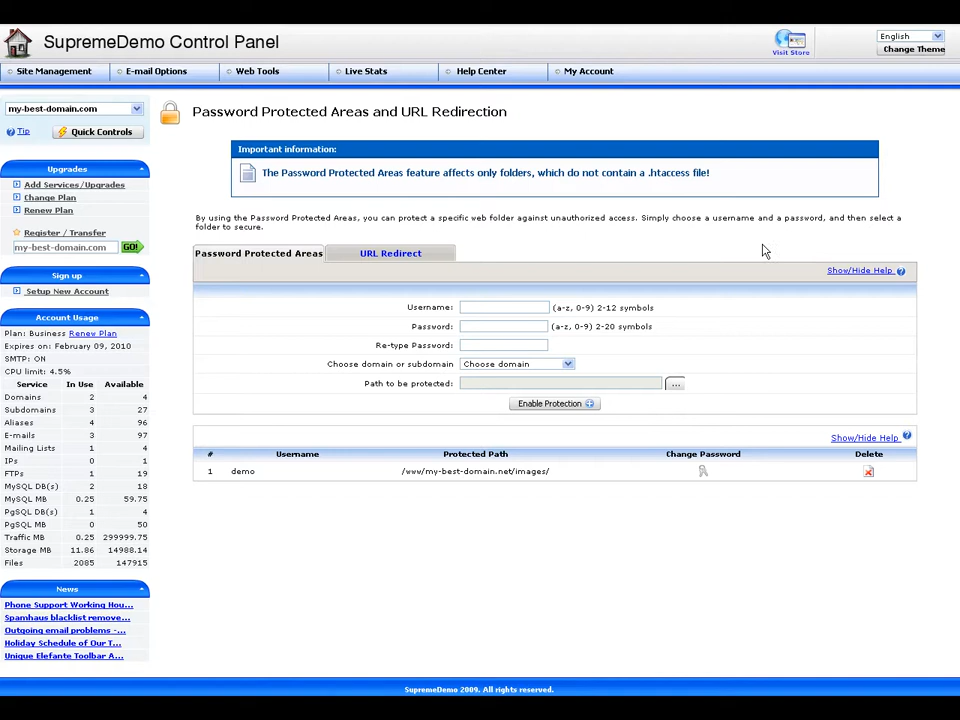 SupremeDemo Control Panel
Visit Store
English
Change Theme
Site Management
E-mail Options
Web Tools
Live Stats
Help Center
My Account
my-best-domain.com
Tip
Quick Controls
Upgrades
Add Services/Upgrades
Change Plan
Renew Plan
Register / Transfer
my-best-domain.com GO!
Sign up
Setup New Account
Account Usage
Plan: Business Renew Plan
Expires on: February 09, 2010
SMTP: ON
CPU limit: 4.5%
Service In Use Available
Domains 2 4
Subdomains 3 27
Aliases 4 96
E-mails 3 97
Mailing Lists 1 4
IPs 0 1
FTPs 1 19
MySQL DB(s) 2 18
MySQL MB 0.25 59.75
PgSQL DB(s) 1 4
PgSQL MB 0 50
Traffic MB 0.25 299999.75
Storage MB 11.86 14988.14
Files 2085 147915
News
Phone Support Working Hou...
Spamhaus blacklist remove...
Outgoing email problems -...
Holiday Schedule of Our T...
Unique Elefante Toolbar A...
Password Protected Areas and URL Redirection
Important information:
The Password Protected Areas feature affects only folders, which do not contain a .htaccess file!
By using the Password Protected Areas, you can protect a specific web folder against unauthorized access. Simply choose a username and a password, and then select a
folder to secure.
Password Protected Areas
URL Redirect
Show/Hide Help
Username: (a-z, 0-9) 2-12 symbols
Password: (a-z, 0-9) 2-20 symbols
Re-type Password:
Choose domain or subdomain Choose domain
Path to be protected: ...
Enable Protection
Show/Hide Help
# Username Protected Path Change Password Delete
1 demo /www/my-best-domain.net/images/
SupremeDemo 2009. All rights reserved.